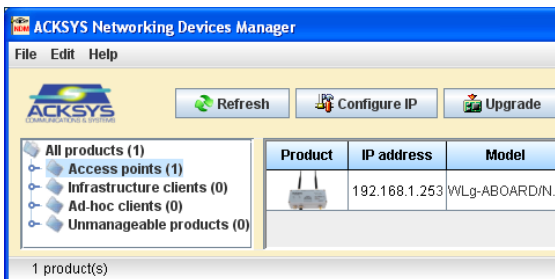 NDM ACKSYS Networking Devices Manager
File Edit Help
ACKSYS
COMMUNICATIONS & SYSTEMS
Refresh Configure IP Upgrade
All products (1)
Access points (1)
Infrastructure clients (0)
Ad-hoc clients (0)
Unmanageable products (0)
Product IP address Model
192.168.1.253 WLg-ABOARD/N.
1 product(s)